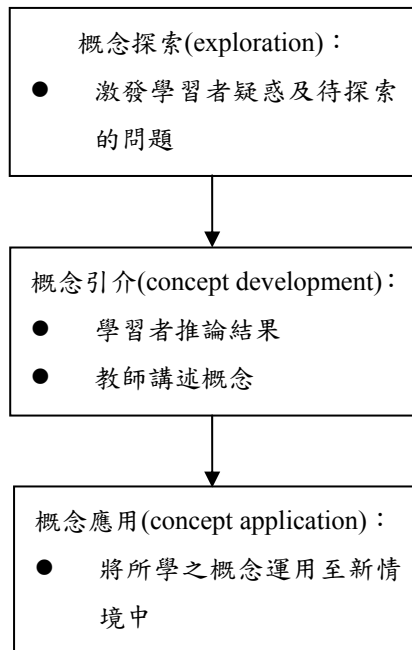 概念探索(exploration)：
● 激發學習者疑惑及待探索
的問題
概念引介(concept development)：
● 學習者推論結果
● 教師講述概念
概念應用(concept application)：
● 將所學之概念運用至新情
境中